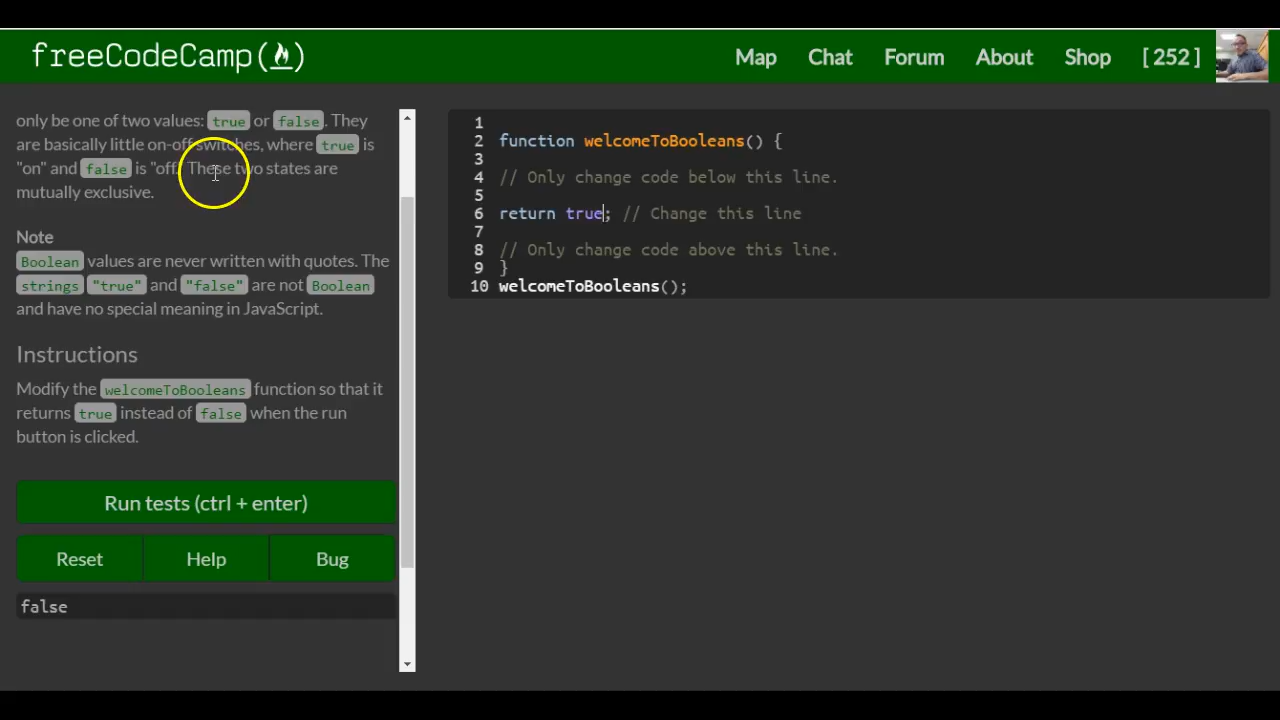 freeCodeCamp(🔥)
Map Chat Forum About Shop [ 252 ]
only be one of two values: true or false. They
are basically little on-off switches, where true is
"on" and false is "off." These two states are
mutually exclusive.
Note
Boolean values are never written with quotes. The
strings "true" and "false" are not Boolean
and have no special meaning in JavaScript.
Instructions
Modify the welcomeToBooleans function so that it
returns true instead of false when the run
button is clicked.
Run tests (ctrl + enter)
Reset Help Bug
false
1
2 function welcomeToBooleans() {
3
4 // Only change code below this line.
5
6 return true; // Change this line
7
8 // Only change code above this line.
9 }
10 welcomeToBooleans();